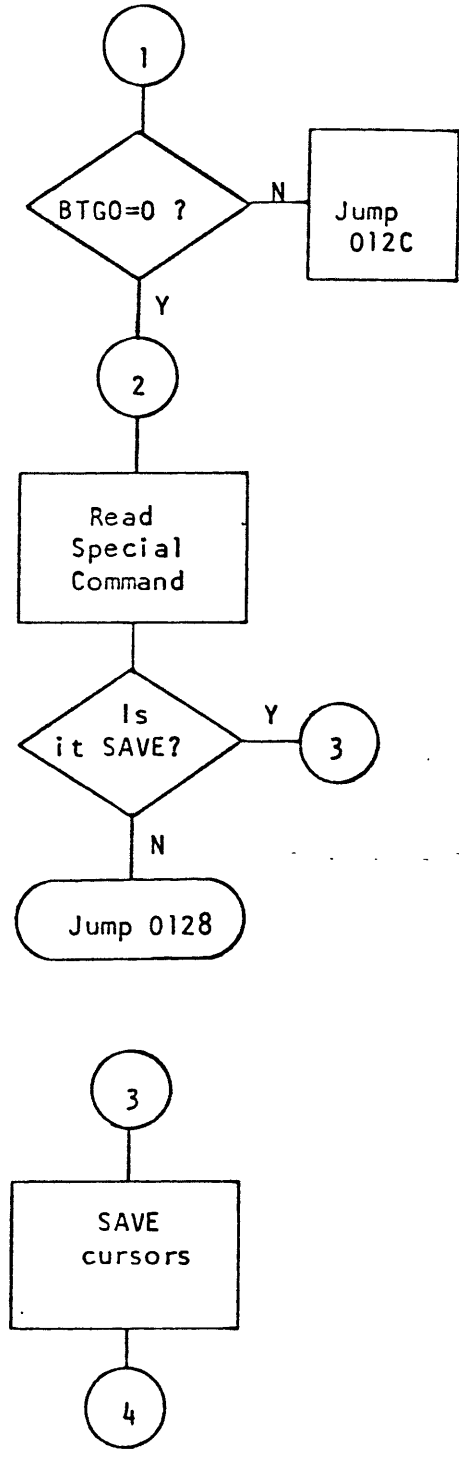 1
BTGO=0 ?
N
Jump
012C
Y
2
Read
Special
Command
Is
it SAVE?
Y
3
N
Jump 0128
3
SAVE
cursors
4